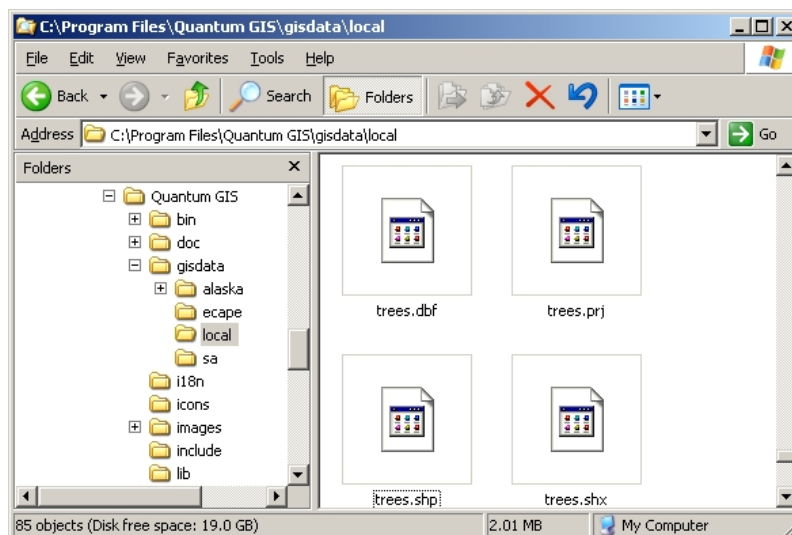 C:\Program Files\Quantum GIS\gisdata\local
File Edit View Favorites Tools Help
Back Search Folders
Address C:\Program Files\Quantum GIS\gisdata\local Go
Folders
Quantum GIS
bin
doc
gisdata
alaska
ecape
local
sa
i18n
icons
images
include
lib
trees.dbf trees.prj
trees.shp trees.shx
85 objects (Disk free space: 19.0 GB) 2.01 MB My Computer